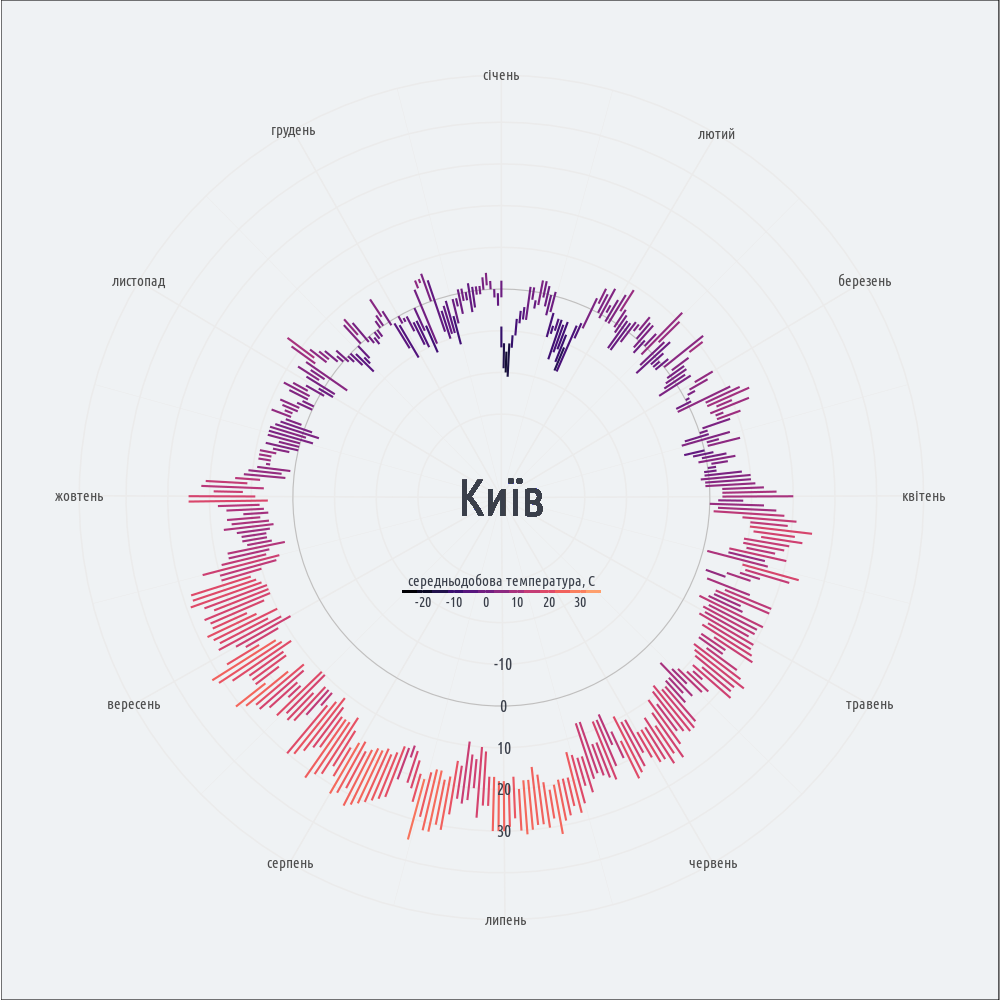 січень
грудень
лютий
листопад
березень
Київ
жовтень
квітень
середньодобова температура, С
-20 -10 0 10 20 30
-10
вересень
0
травень
10
20
30
серпень
червень
липень